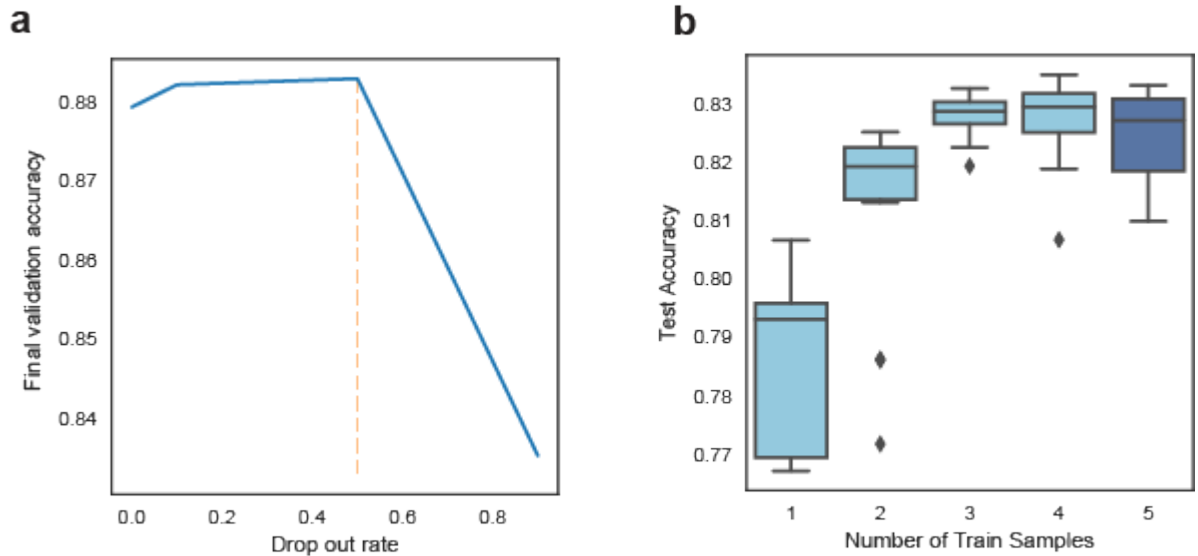 a
b
0.88
0.87
0.86
0.85
0.84
Final validation accuracy
0.0 0.2 0.4 0.6 0.8
Drop out rate
0.83
0.82
0.81
0.80
0.79
0.78
0.77
Test Accuracy
1 2 3 4 5
Number of Train Samples